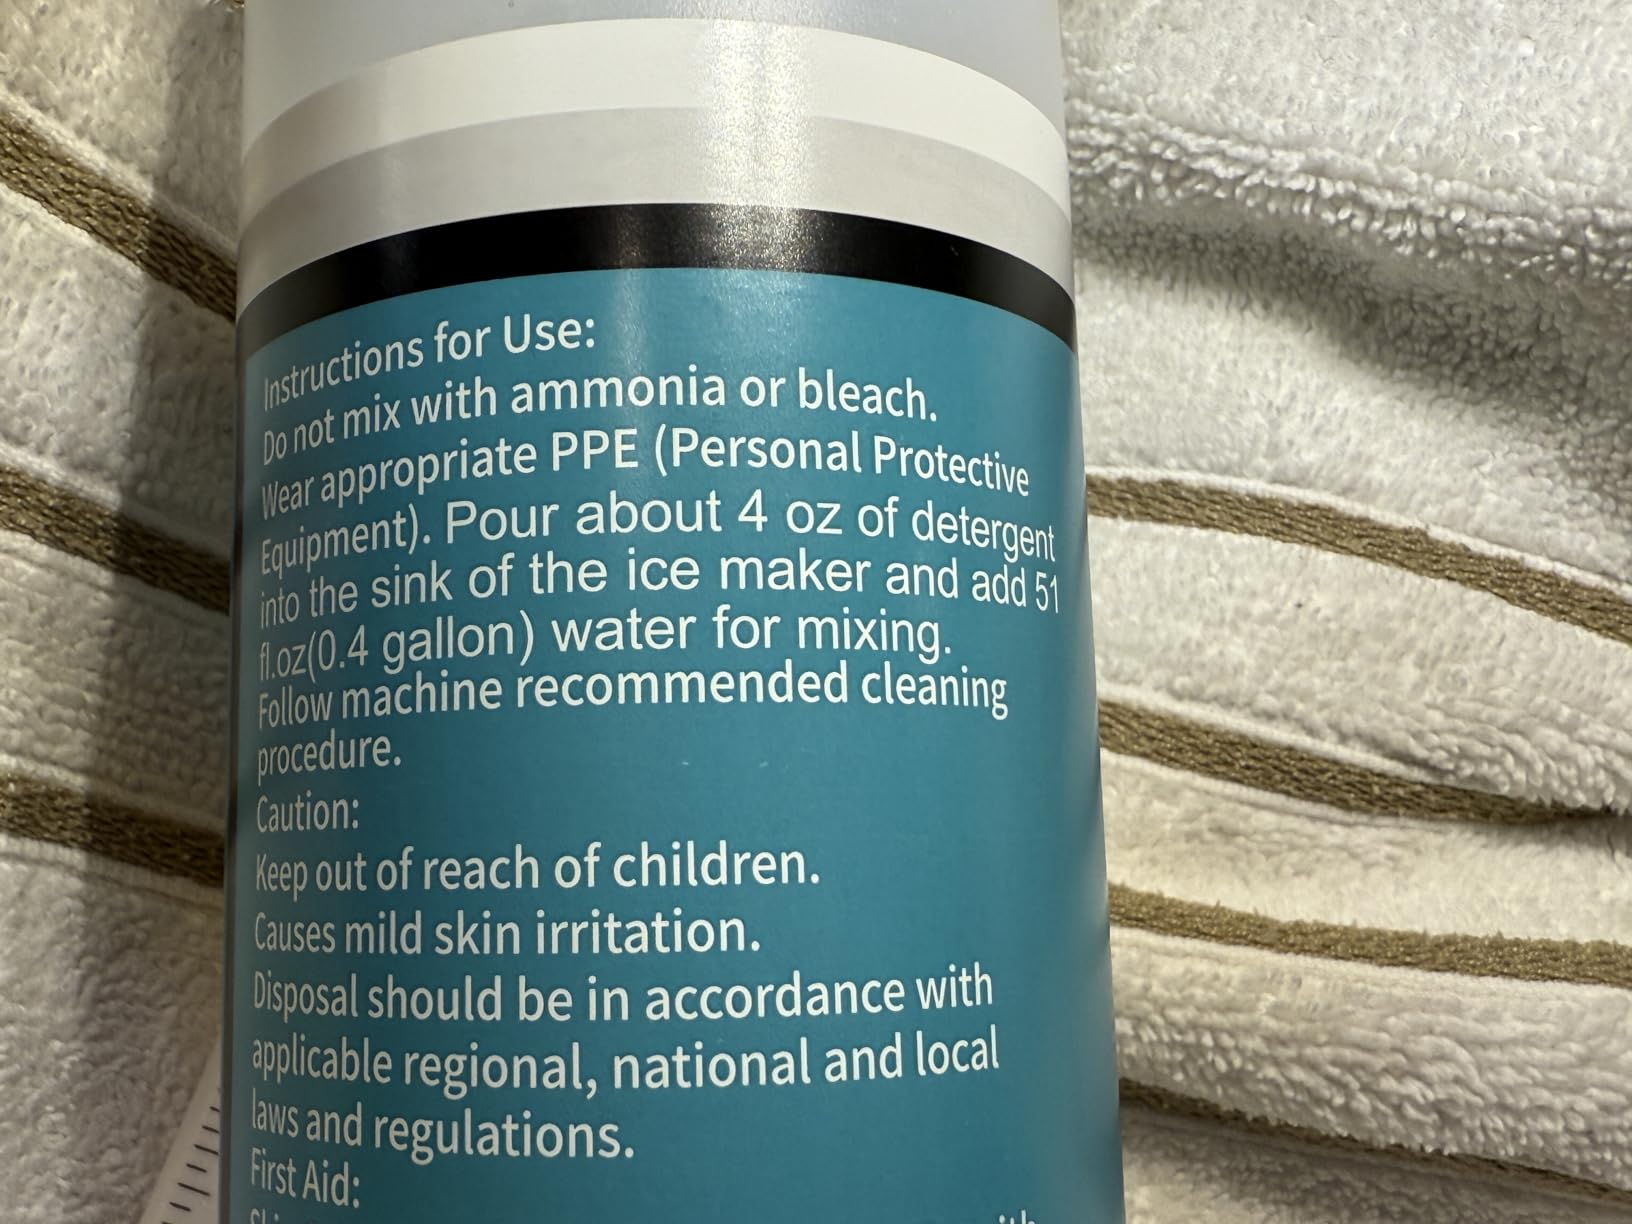 Instructions for Use:
Do not mix with ammonia or bleach.
Wear appropriate PPE (Personal Protective
Equipment). Pour about 4 oz of detergent
into the sink of the ice maker and add 51
fl.oz(0.4 gallon) water for mixing.
Follow machine recommended cleaning
procedure.
Caution:
Keep out of reach of children.
Causes mild skin irritation.
Disposal should be in accordance with
applicable regional, national and local
laws and regulations.
First Aid: